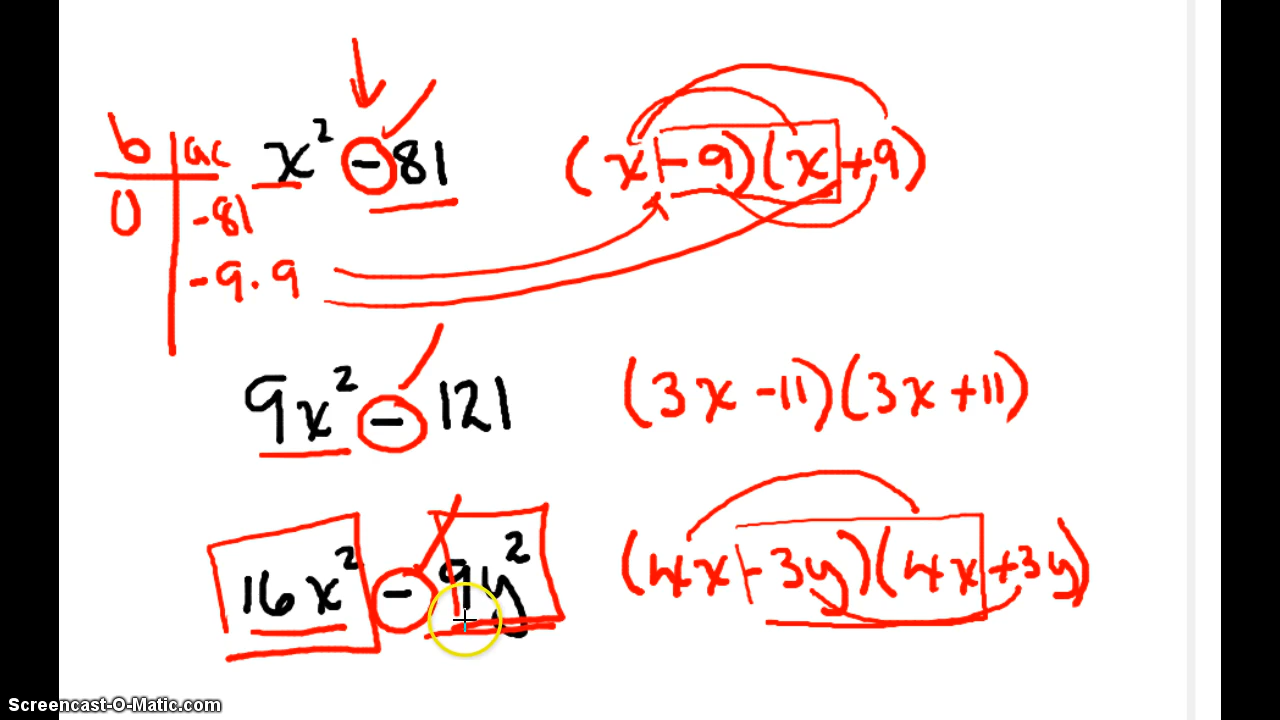 b ac x² - 81 (x - 9)(x + 9)
0 -81
-9 · 9
9x² - 121 (3x - 11)(3x + 11)
16x² - 9y² (4x - 3y)(4x + 3y)
Screencast-O-Matic.com